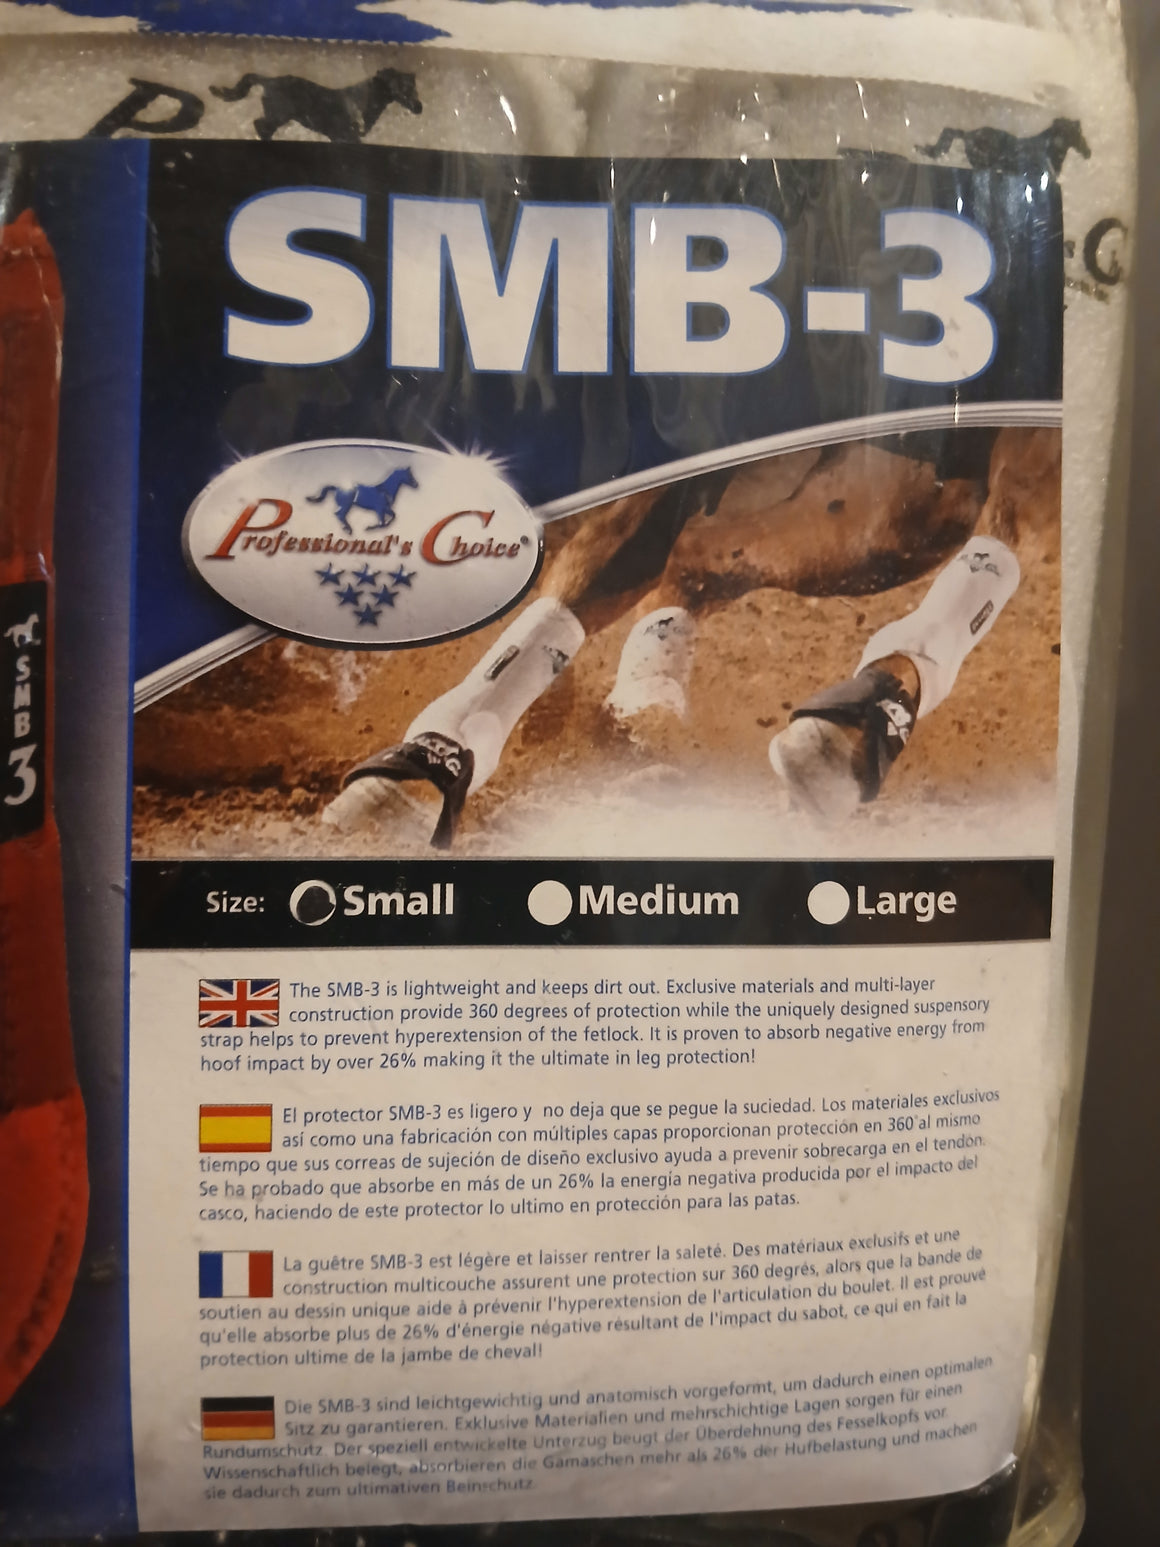 P
C
SMB-3
Professional's Choice®
SMB
3
Size: Small Medium Large
The SMB-3 is lightweight and keeps dirt out. Exclusive materials and multi-layer
construction provide 360 degrees of protection while the uniquely designed suspensory
strap helps to prevent hyperextension of the fetlock. It is proven to absorb negative energy from
hoof impact by over 26% making it the ultimate in leg protection!
El protector SMB-3 es ligero y no deja que se pegue la suciedad. Los materiales exclusivos
así como una fabricación con múltiples capas proporcionan protección en 360°al mismo
tiempo que sus correas de sujeción de diseño exclusivo ayuda a prevenir sobrecarga en el tendón.
Se ha probado que absorbe en más de un 26% la energía negativa producida por el impacto del
casco, haciendo de este protector lo ultimo en protección para las patas.
La guêtre SMB-3 est légère et laisser rentrer la saleté. Des matériaux exclusifs et une
construction multicouche assurent une protection sur 360 degrés, alors que la bande de
soutien au dessin unique aide à prévenir l'hyperextension de l'articulation du boulet. Il est prouvé
qu'elle absorbe plus de 26% d'énergie négative résultant de l'impact du sabot, ce qui en fait la
protection ultime de la jambe de cheval!
Die SMB-3 sind leichtgewichtig und anatomisch vorgeformt, um dadurch einen optimalen
Sitz zu garantieren. Exklusive Materialien und mehrschichtige Lagen sorgen für einen
Rundumschutz. Der speziell entwickelte Unterzug beugt der Überdehnung des Fesselkopfs vor.
Wissenschaftlich belegt, absorbieren die Gamaschen mehr als 26% der Hufbelastung und machen
sie dadurch zum ultimativen Beinschutz.